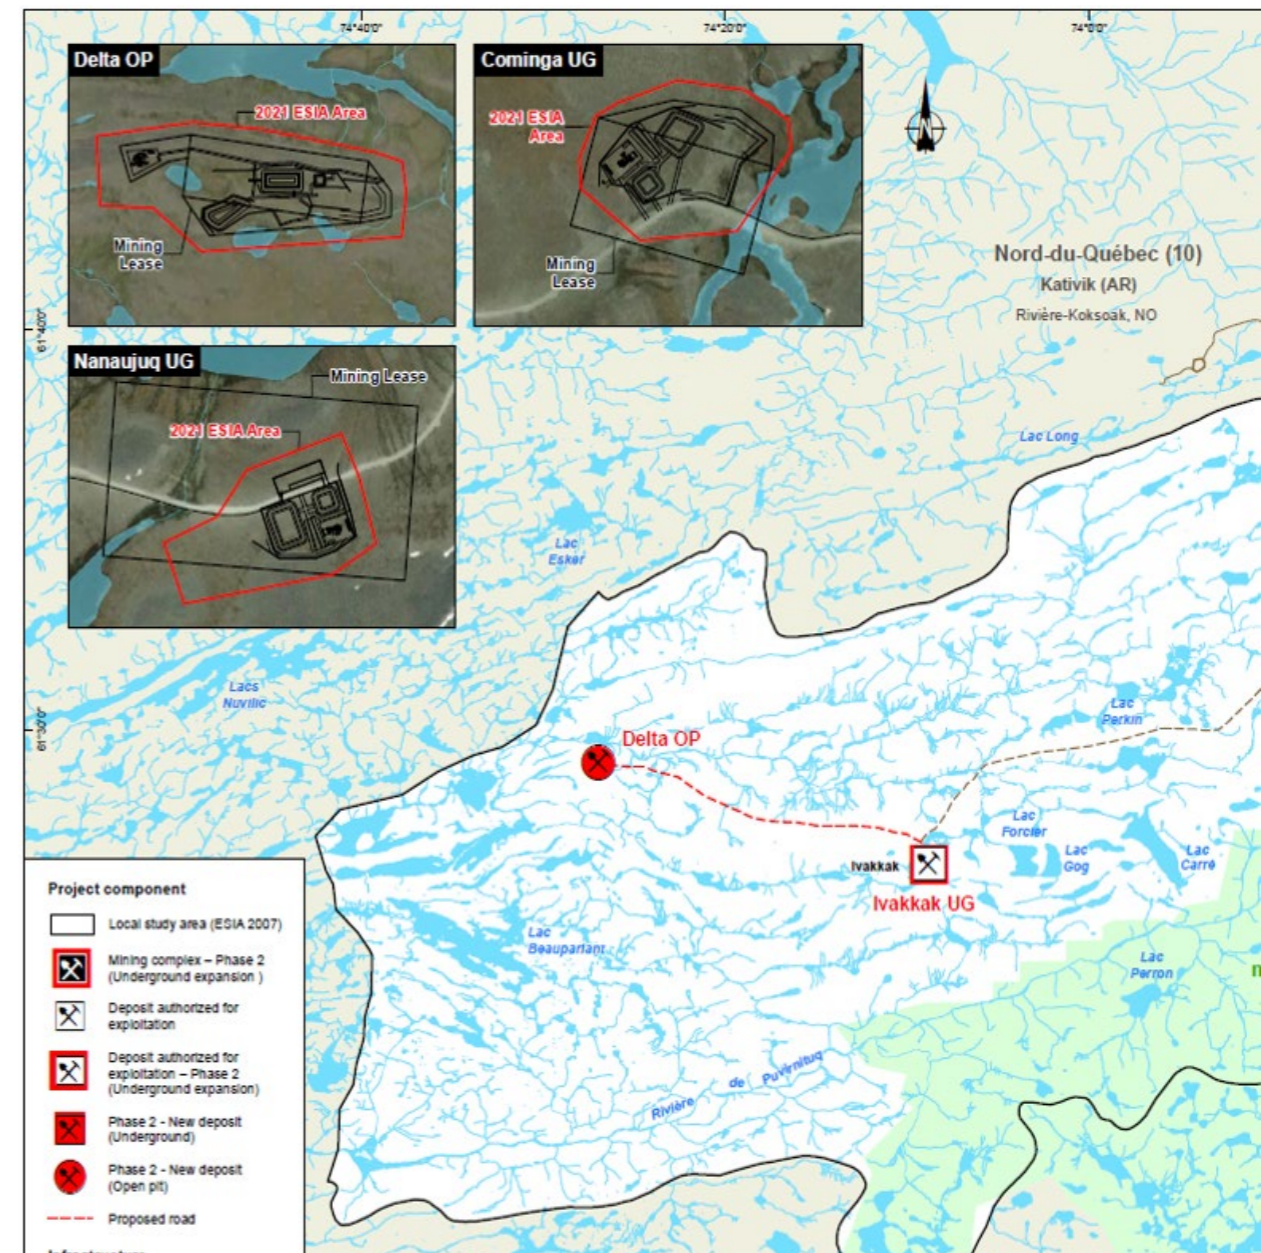 74°40'0"
74°20'0"
74°0'0"
Delta OP
2021 ESIA Area
Mining
Lease
Cominga UG
2021 ESIA
Area
Mining
Lease
Nord-du-Québec (10)
Kativik (AR)
Rivière-Koksoak, NO
61°40'0"
Nanaujuq UG
Mining Lease
2021 ESIA Area
Lac Long
Lac
Esker
Lacs
Nuvilic
Lac
Perkin
61°30'0"
Delta OP
Lac
Forcier
Lac
Gog
Lac
Carré
Ivakkak
Ivakkak UG
Lac
Beauparlant
Lac
Perron
n
Rivière de Puvirnituq
Project component
Local study area (ESIA 2007)
Mining complex – Phase 2
(Underground expansion )
Deposit authorized for
exploitation
Deposit authorized for
exploitation – Phase 2
(Underground expansion)
Phase 2 - New deposit
(Underground)
Phase 2 - New deposit
(Open pit)
Proposed road
Infrastructure